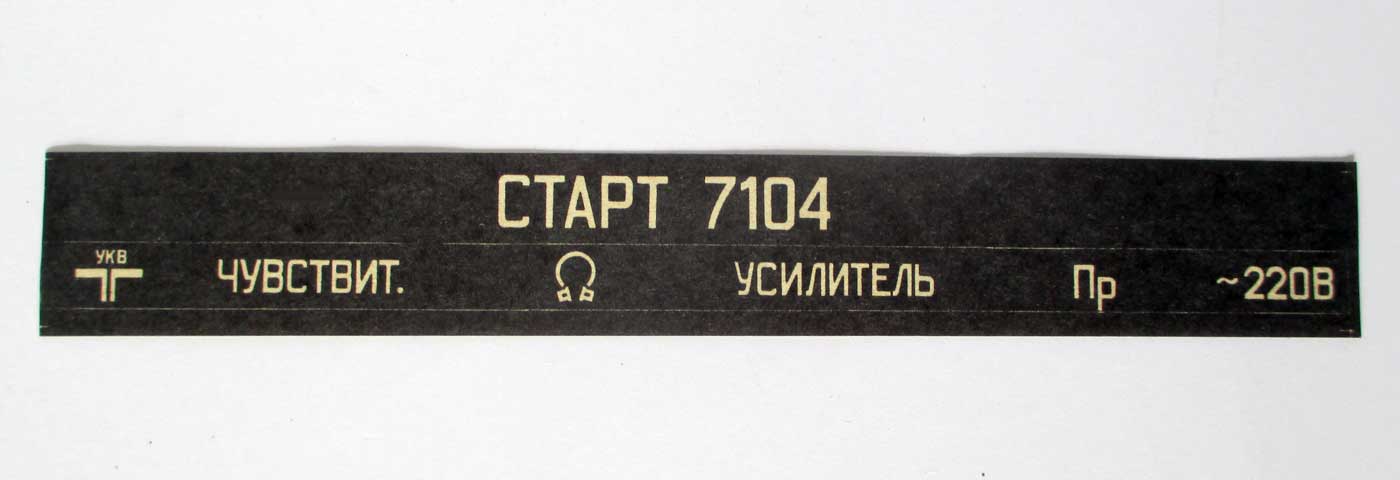 СТАРТ 7104
УКВ
ЧУВСТВИТ. УСИЛИТЕЛЬ Пр ~220В